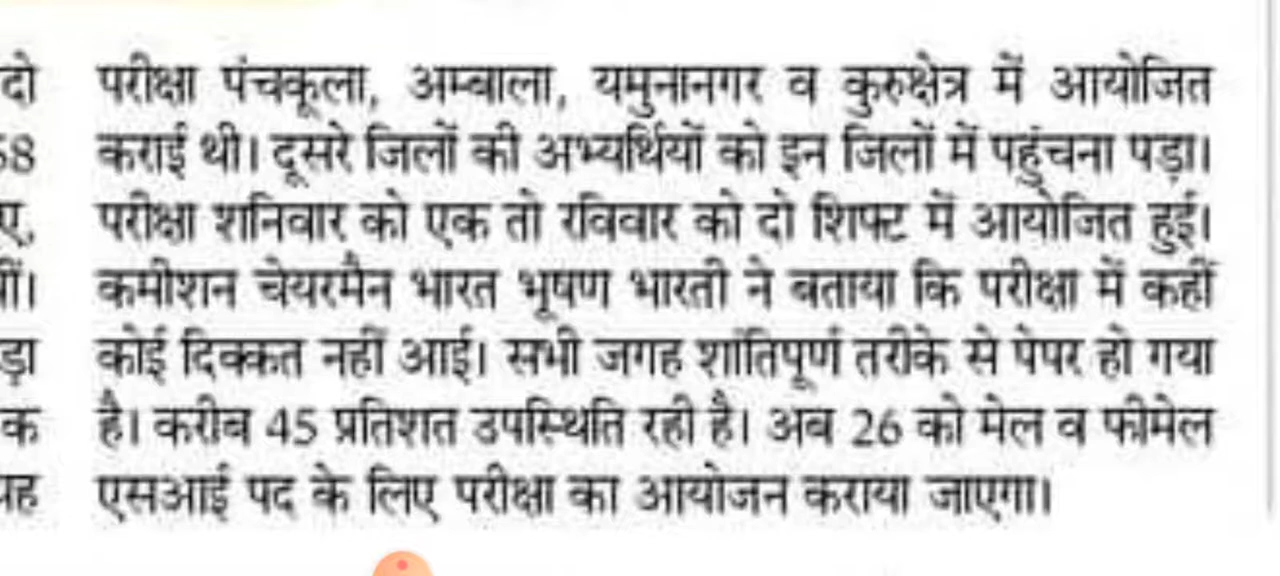 दो
58
ए,
ड़ा
क
परीक्षा पंचकूला, अम्बाला, यमुनानगर व कुरुक्षेत्र में आयोजित
कराई थी। दूसरे जिलों की अभ्यर्थियों को इन जिलों में पहुंचना पड़ा।
परीक्षा शनिवार को एक तो रविवार को दो शिफ्ट में आयोजित हुई।
कमीशन चेयरमैन भारत भूषण भारती ने बताया कि परीक्षा में कहीं
कोई दिक्कत नहीं आई। सभी जगह शांतिपूर्ण तरीके से पेपर हो गया
है। करीब 45 प्रतिशत उपस्थिति रही है। अब 26 को मेल व फीमेल
एसआई पद के लिए परीक्षा का आयोजन कराया जाएगा।